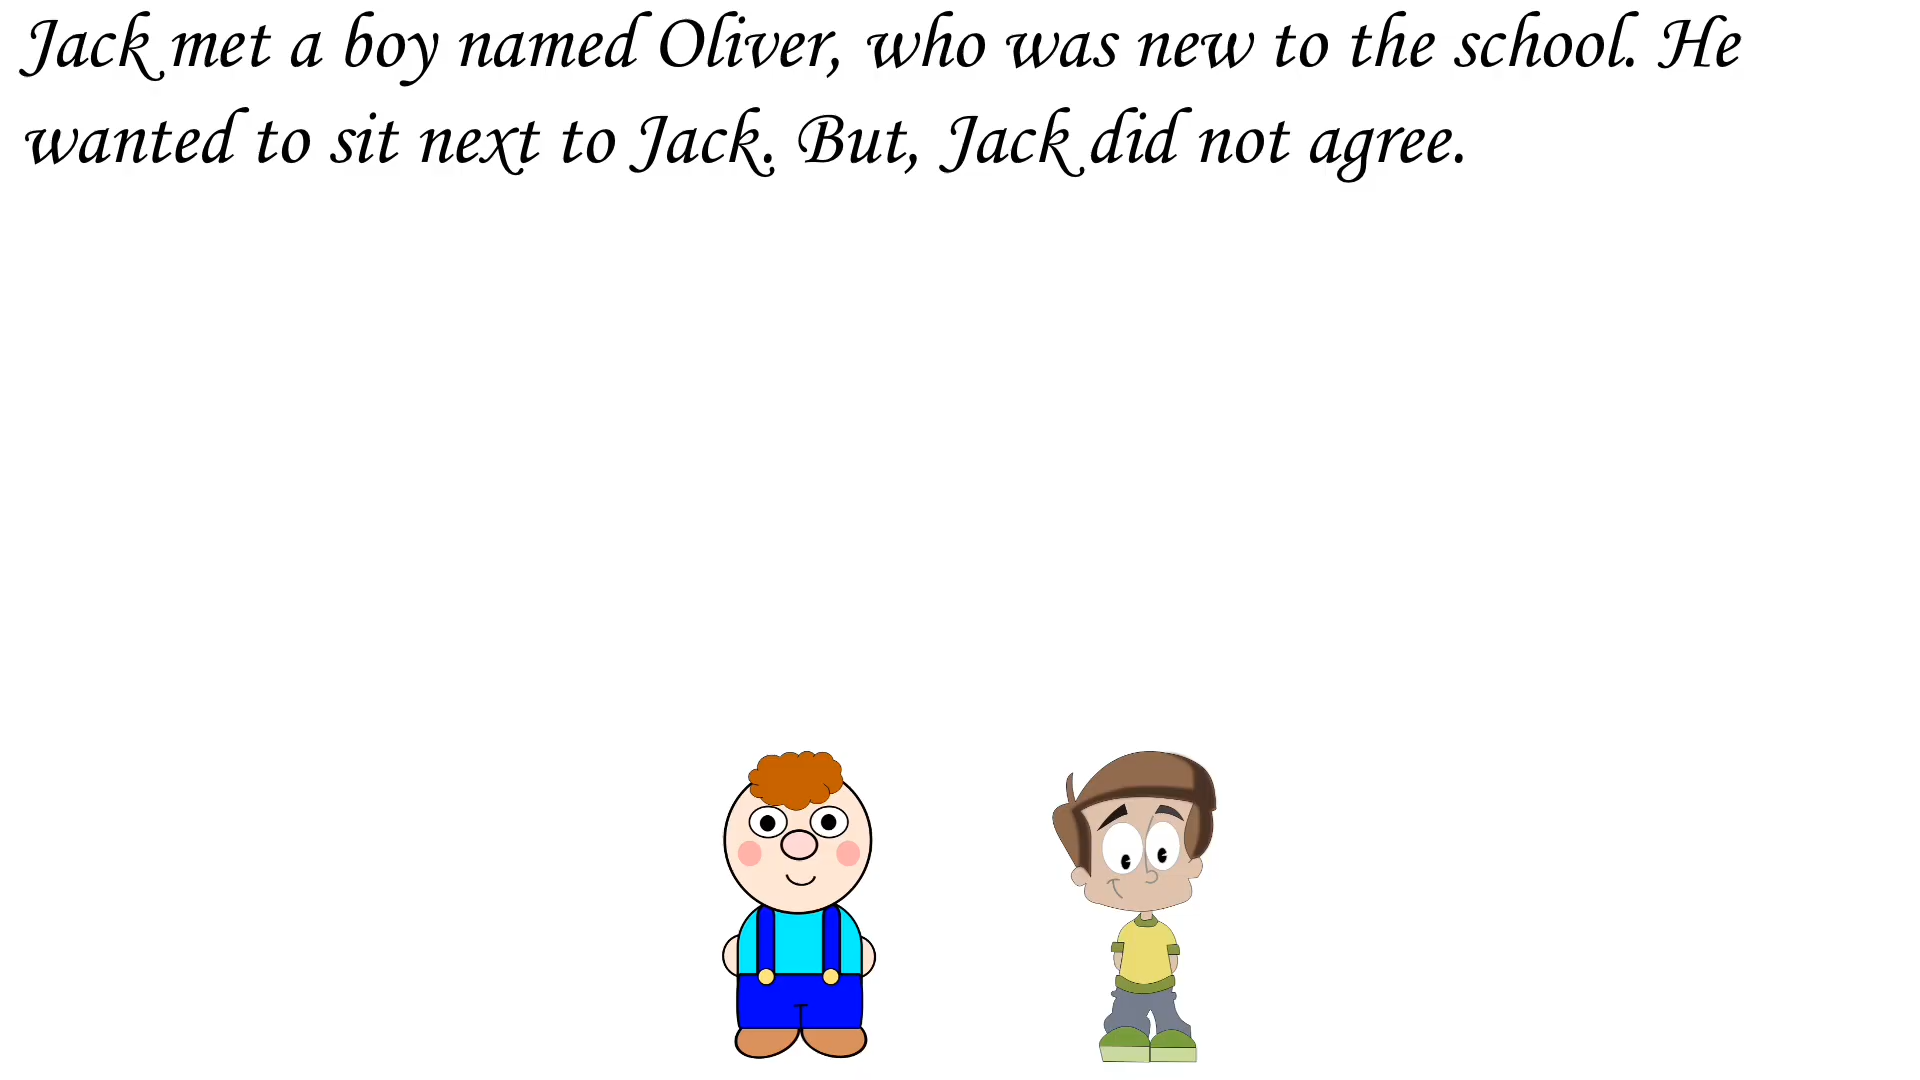 Jack met a boy named Oliver, who was new to the school. He
wanted to sit next to Jack. But, Jack did not agree.